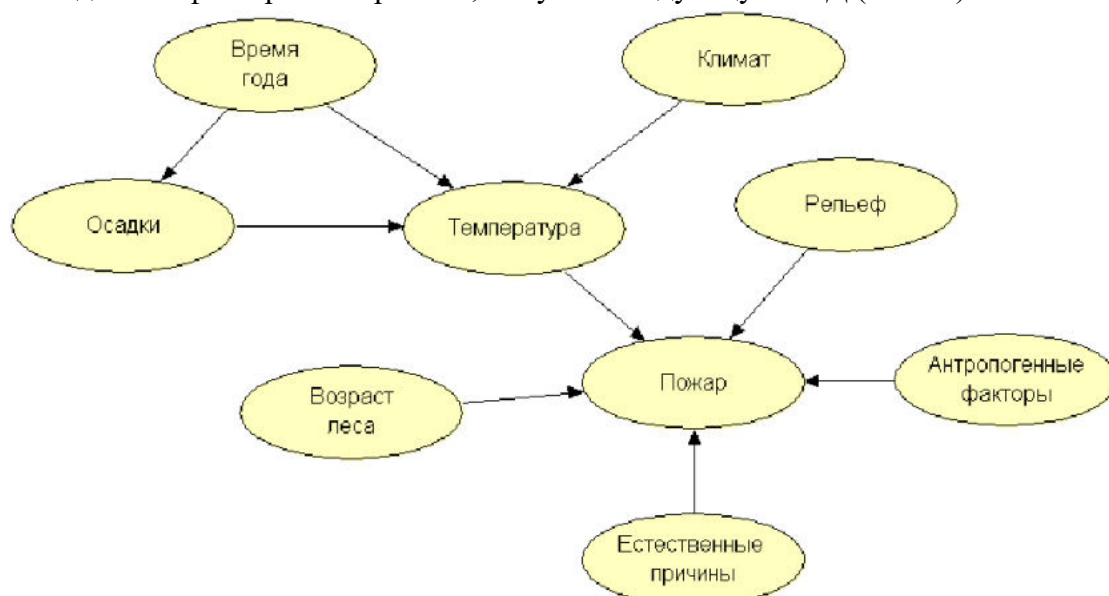 Время
года
Климат
Осадки
Температура
Рельеф
Пожар
Антропогенные
факторы
Возраст
леса
Естественные
причины